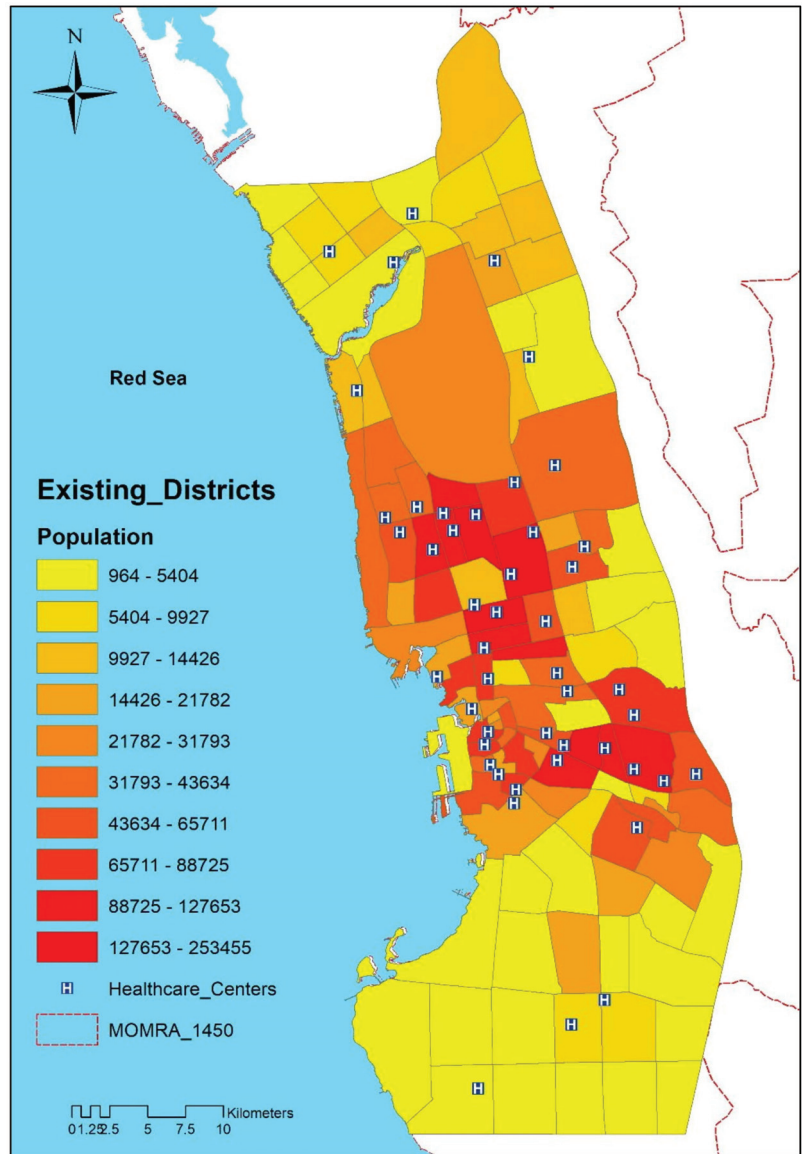 N
Red Sea
Existing_Districts
Population
964 - 5404
5404 - 9927
9927 - 14426
14426 - 21782
21782 - 31793
31793 - 43634
43634 - 65711
65711 - 88725
88725 - 127653
127653 - 253455
H Healthcare_Centers
MOMRA_1450
Kilometers
0 1.25 2.5 5 7.5 10